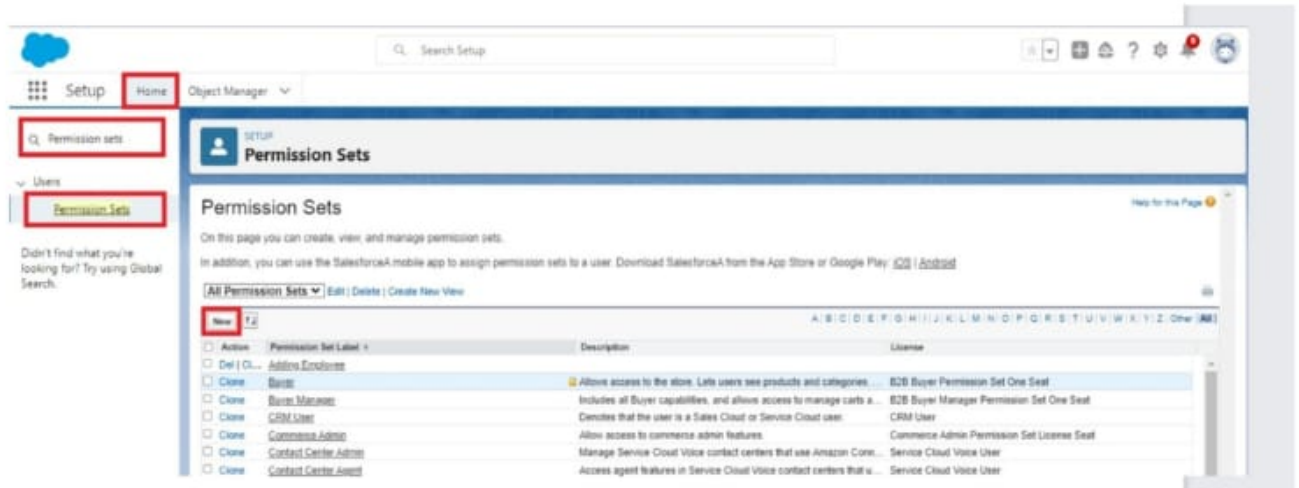 Search Setup
Setup Home Object Manager
Permission sets
SETUP
Permission Sets
Users
Permission Sets
Didn't find what you're
looking for? Try using Global
Search.
Permission Sets
Help for this Page
On this page you can create, view, and manage permission sets.
In addition, you can use the SalesforceA mobile app to assign permission sets to a user. Download SalesforceA from the App Store or Google Play: iOS | Android
All Permission Sets Edit | Delete | Create New View
New A | B | C | D | E | F | G | H | I | J | K | L | M | N | O | P | Q | R | S | T | U | V | W | X | Y | Z Other All
Action Permission Set Label Description License
Del | Cl... Adding Employee
Clone Buyer Allows access to the store. Lets users see products and categories. ... B2B Buyer Permission Set One Seat
Clone Buyer Manager Includes all Buyer capabilities, and allows access to manage carts a... B2B Buyer Manager Permission Set One Seat
Clone CRM User Denotes that the user is a Sales Cloud or Service Cloud user. CRM User
Clone Commerce Admin Allow access to commerce admin features. Commerce Admin Permission Set License Seat
Clone Contact Center Admin Manage Service Cloud Voice contact centers that use Amazon Conn... Service Cloud Voice User
Clone Contact Center Agent Access agent features in Service Cloud Voice contact centers that u... Service Cloud Voice User